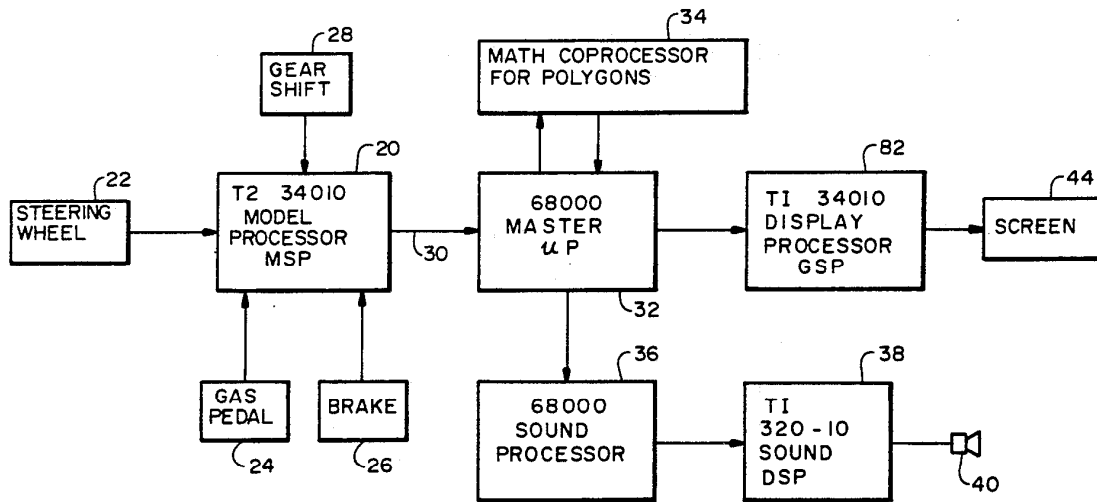 28
GEAR
SHIFT
34
MATH COPROCESSOR
FOR POLYGONS
22
STEERING
WHEEL
20
T2 34010
MODEL
PROCESSOR
MSP
30
68000
MASTER
uP
32
82
TI 34010
DISPLAY
PROCESSOR
GSP
44
SCREEN
GAS
PEDAL
24
BRAKE
26
36
68000
SOUND
PROCESSOR
38
TI
320-10
SOUND
DSP
40